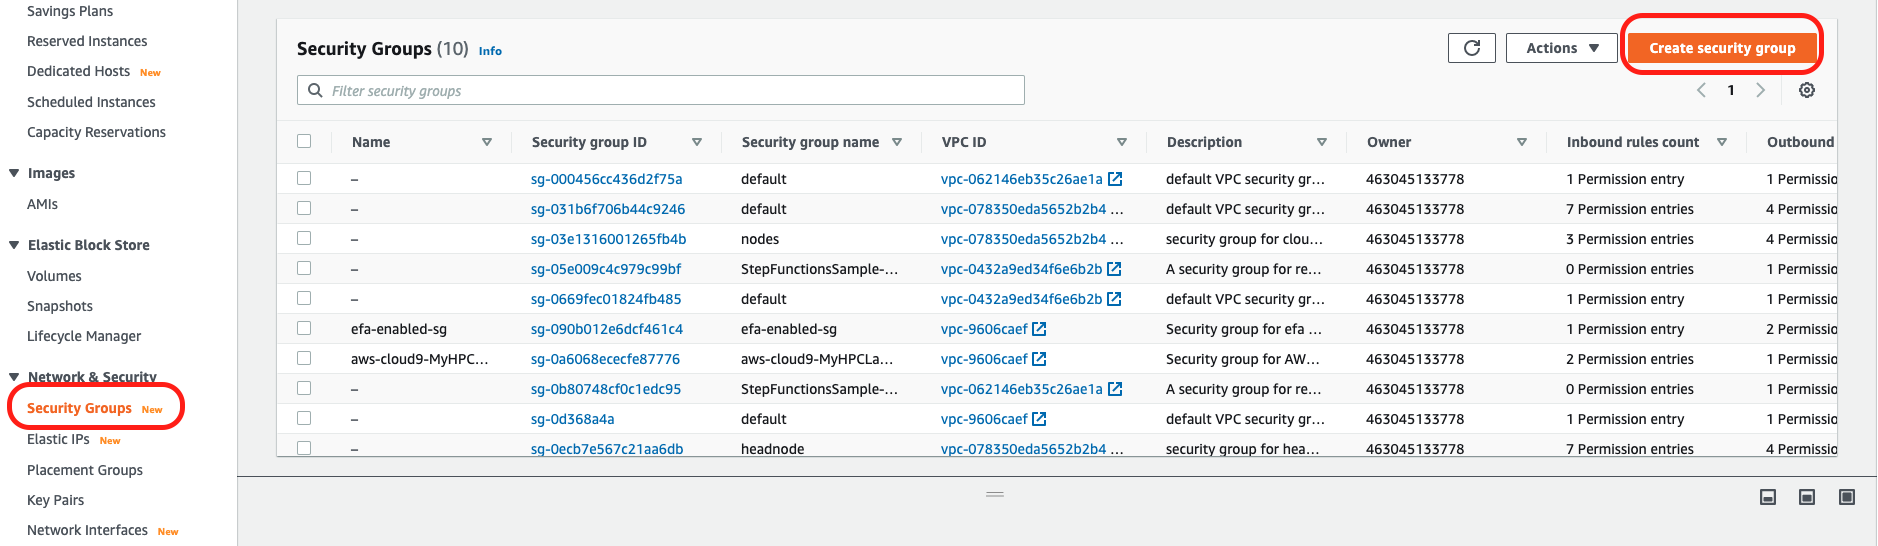 Savings Plans
Reserved Instances
Dedicated Hosts New
Scheduled Instances
Capacity Reservations
Images
AMIs
Elastic Block Store
Volumes
Snapshots
Lifecycle Manager
Network & Security
Security Groups New
Elastic IPs New
Placement Groups
Key Pairs
Network Interfaces New
Security Groups (10) Info
Actions
Create security group
Filter security groups
1
Name Security group ID Security group name VPC ID Description Owner Inbound rules count Outbound
– sg-000456cc436d2f75a default vpc-062146eb35c26ae1a default VPC security gr... 463045133778 1 Permission entry 1 Permissio
– sg-031b6f706b44c9246 default vpc-078350eda5652b2b4 ... default VPC security gr... 463045133778 7 Permission entries 4 Permissio
– sg-03e1316001265fb4b nodes vpc-078350eda5652b2b4 ... security group for clou... 463045133778 3 Permission entries 4 Permissio
– sg-05e009c4c979c99bf StepFunctionsSample-... vpc-0432a9ed34f6e6b2b A security group for re... 463045133778 0 Permission entries 1 Permissio
– sg-0669fec01824fb485 default vpc-0432a9ed34f6e6b2b default VPC security gr... 463045133778 1 Permission entry 1 Permissio
efa-enabled-sg sg-090b012e6dcf461c4 efa-enabled-sg vpc-9606caef Security group for efa ... 463045133778 1 Permission entry 2 Permissio
aws-cloud9-MyHPC... sg-0a6068ececfe87776 aws-cloud9-MyHPCLa... vpc-9606caef Security group for AW... 463045133778 2 Permission entries 1 Permissio
– sg-0b80748cf0c1edc95 StepFunctionsSample-... vpc-062146eb35c26ae1a A security group for re... 463045133778 0 Permission entries 1 Permissio
– sg-0d368a4a default vpc-9606caef default VPC security gr... 463045133778 1 Permission entry 1 Permissio
– sg-0ecb7e567c21aa6db headnode vpc-078350eda5652b2b4 ... security group for hea... 463045133778 7 Permission entries 4 Permissio